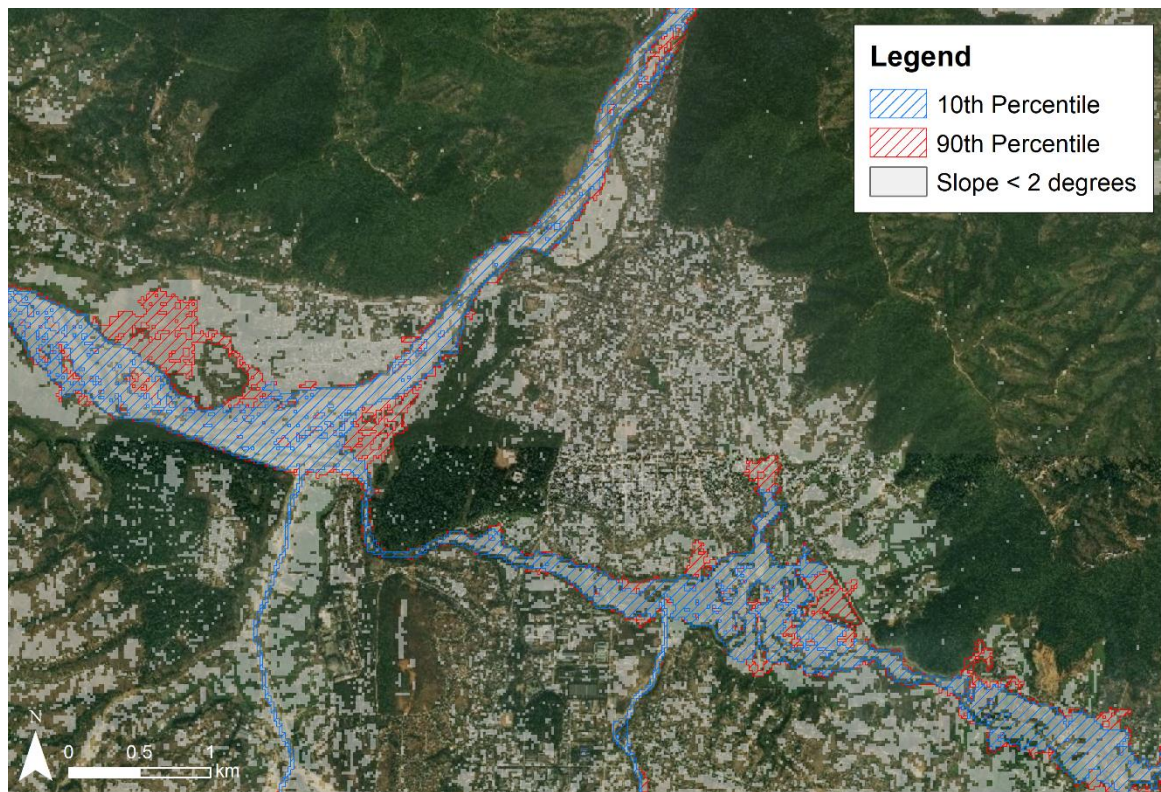 Legend
10th Percentile
90th Percentile
Slope < 2 degrees
N
0 0.5 1
km